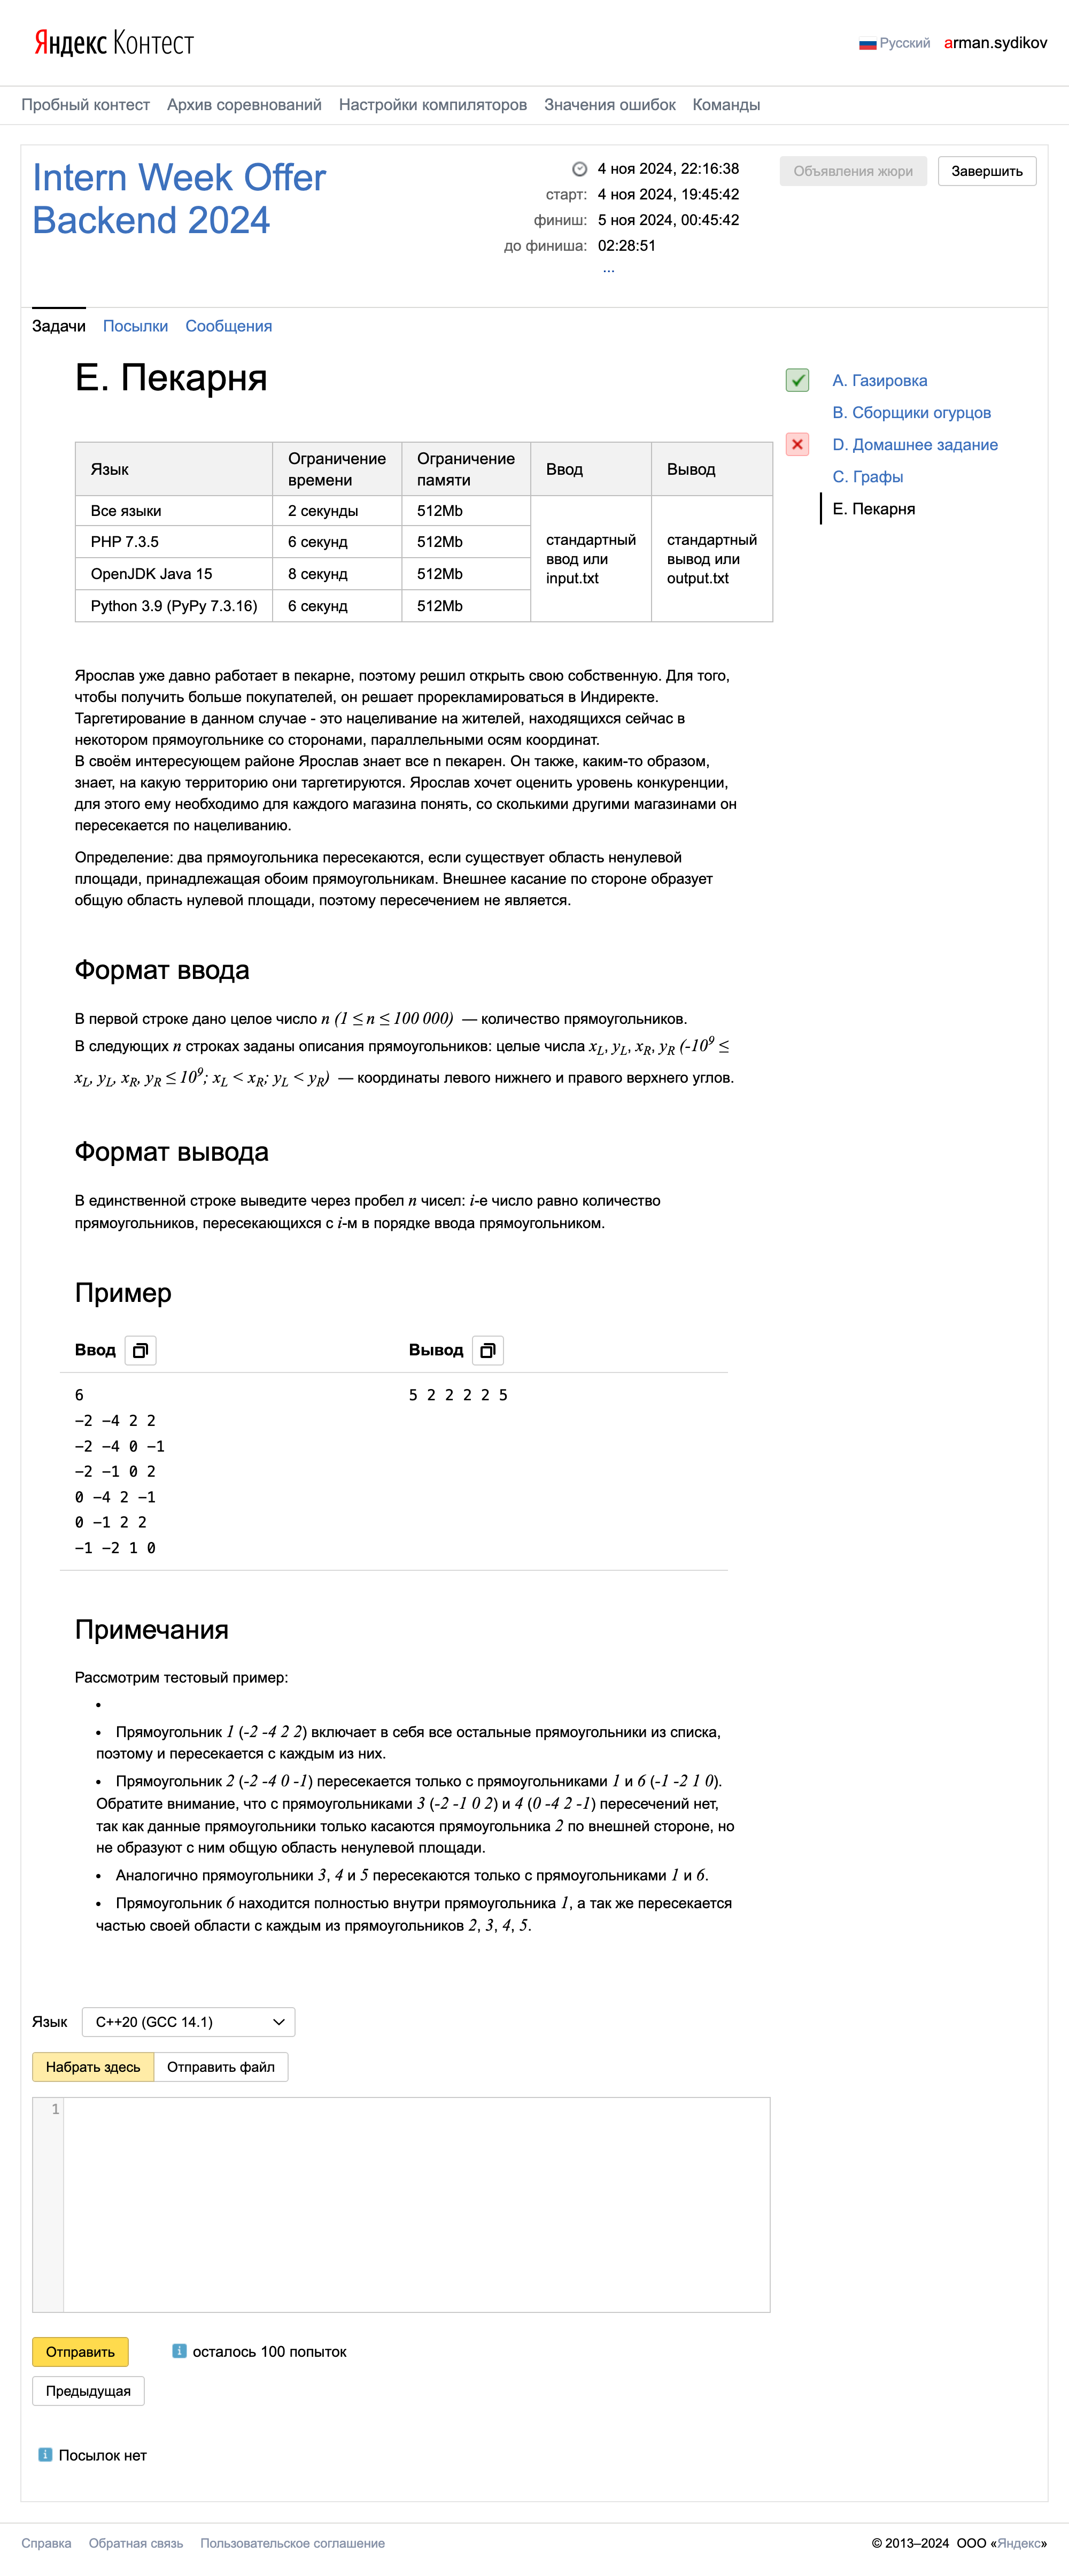 Яндекс Контест
Русский arman.sydikov
Пробный контест Архив соревнований Настройки компиляторов Значения ошибок Команды
Intern Week Offer
Backend 2024
4 ноя 2024, 22:16:38
старт: 4 ноя 2024, 19:45:42
финиш: 5 ноя 2024, 00:45:42
до финиша: 02:28:51
...
Объявления жюри Завершить
Задачи Посылки Сообщения
E. Пекарня
A. Газировка
B. Сборщики огурцов
D. Домашнее задание
C. Графы
E. Пекарня
Язык Ограничение времени Ограничение памяти Ввод Вывод
Все языки 2 секунды 512Mb стандартный ввод или input.txt стандартный вывод или output.txt
PHP 7.3.5 6 секунд 512Mb
OpenJDK Java 15 8 секунд 512Mb
Python 3.9 (PyPy 7.3.16) 6 секунд 512Mb
Ярослав уже давно работает в пекарне, поэтому решил открыть свою собственную. Для того,
чтобы получить больше покупателей, он решает прорекламироваться в Индиректе.
Таргетирование в данном случае - это нацеливание на жителей, находящихся сейчас в
некотором прямоугольнике со сторонами, параллельными осям координат.
В своём интересующем районе Ярослав знает все n пекарен. Он также, каким-то образом,
знает, на какую территорию они таргетируются. Ярослав хочет оценить уровень конкуренции,
для этого ему необходимо для каждого магазина понять, со сколькими другими магазинами он
пересекается по нацеливанию.
Определение: два прямоугольника пересекаются, если существует область ненулевой
площади, принадлежащая обоим прямоугольникам. Внешнее касание по стороне образует
общую область нулевой площади, поэтому пересечением не является.
Формат ввода
В первой строке дано целое число n (1 ≤ n ≤ 100 000) — количество прямоугольников.
В следующих n строках заданы описания прямоугольников: целые числа x_L, y_L, x_R, y_R (-10^9 ≤
x_L, y_L, x_R, y_R ≤ 10^9; x_L < x_R; y_L < y_R) — координаты левого нижнего и правого верхнего углов.
Формат вывода
В единственной строке выведите через пробел n чисел: i-е число равно количество
прямоугольников, пересекающихся с i-м в порядке ввода прямоугольником.
Пример
Ввод Вывод
6 5 2 2 2 2 5
-2 -4 2 2
-2 -4 0 -1
-2 -1 0 2
0 -4 2 -1
0 -1 2 2
-1 -2 1 0
Примечания
Рассмотрим тестовый пример:
•
• Прямоугольник 1 (-2 -4 2 2) включает в себя все остальные прямоугольники из списка,
поэтому и пересекается с каждым из них.
• Прямоугольник 2 (-2 -4 0 -1) пересекается только с прямоугольниками 1 и 6 (-1 -2 1 0).
Обратите внимание, что с прямоугольниками 3 (-2 -1 0 2) и 4 (0 -4 2 -1) пересечений нет,
так как данные прямоугольники только касаются прямоугольника 2 по внешней стороне, но
не образуют с ним общую область ненулевой площади.
• Аналогично прямоугольники 3, 4 и 5 пересекаются только с прямоугольниками 1 и 6.
• Прямоугольник 6 находится полностью внутри прямоугольника 1, а так же пересекается
частью своей области с каждым из прямоугольников 2, 3, 4, 5.
Язык C++20 (GCC 14.1)
Набрать здесь Отправить файл
1
Отправить осталось 100 попыток
Предыдущая
Посылок нет
Справка Обратная связь Пользовательское соглашение © 2013–2024 ООО «Яндекс»